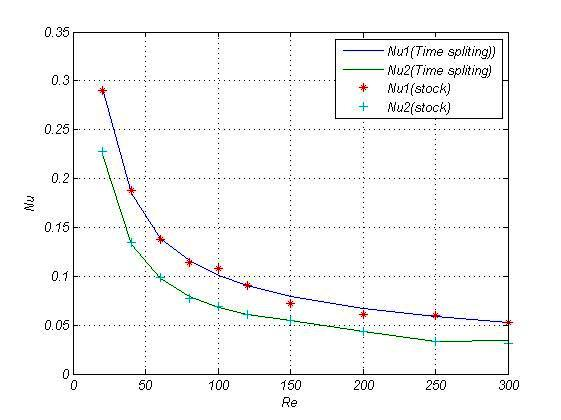 0.35
0.3
0.25
0.2
0.15
0.1
0.05
0
Nu
Nu1(Time spliting))
Nu2(Time spliting)
Nu1(stock)
Nu2(stock)
0 50 100 150 200 250 300
Re